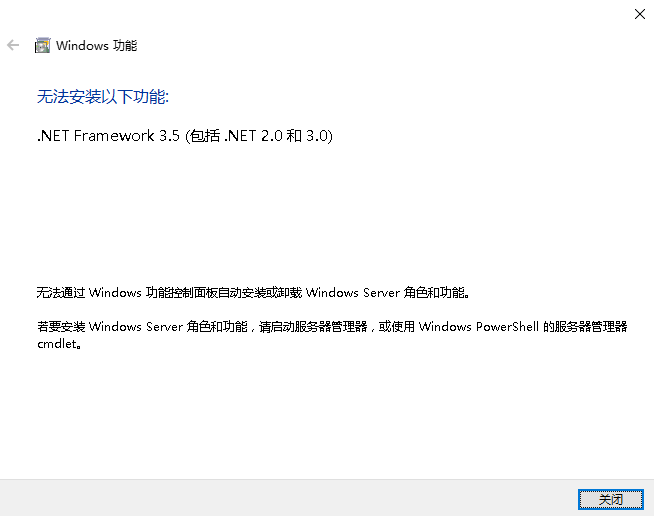 Windows 功能
无法安装以下功能:
.NET Framework 3.5 (包括 .NET 2.0 和 3.0)
无法通过 Windows 功能控制面板自动安装或卸载 Windows Server 角色和功能。
若要安装 Windows Server 角色和功能，请启动服务器管理器，或使用 Windows PowerShell 的服务器管理器
cmdlet。
关闭